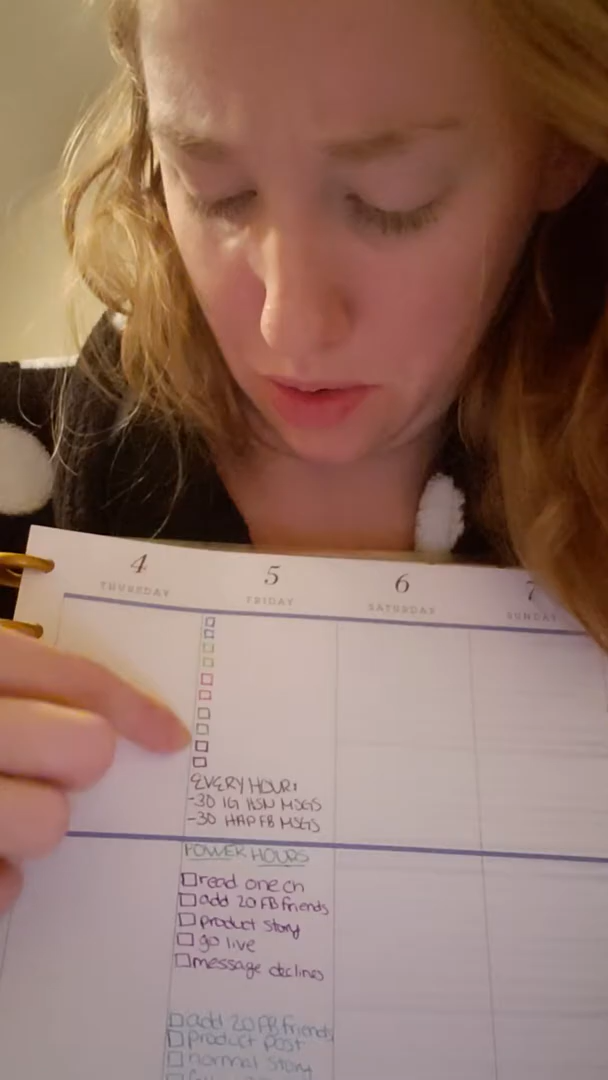 4 5 6 7
THURSDAY FRIDAY SATURDAY SUNDAY
EVERY HOUR:
-30 IG BSN MSGS
-30 HAP FB MSGS
POWER HOURS
read one ch
add 20 FB friends
product story
go live
message declines
add 20 FB friends
product post
normal story